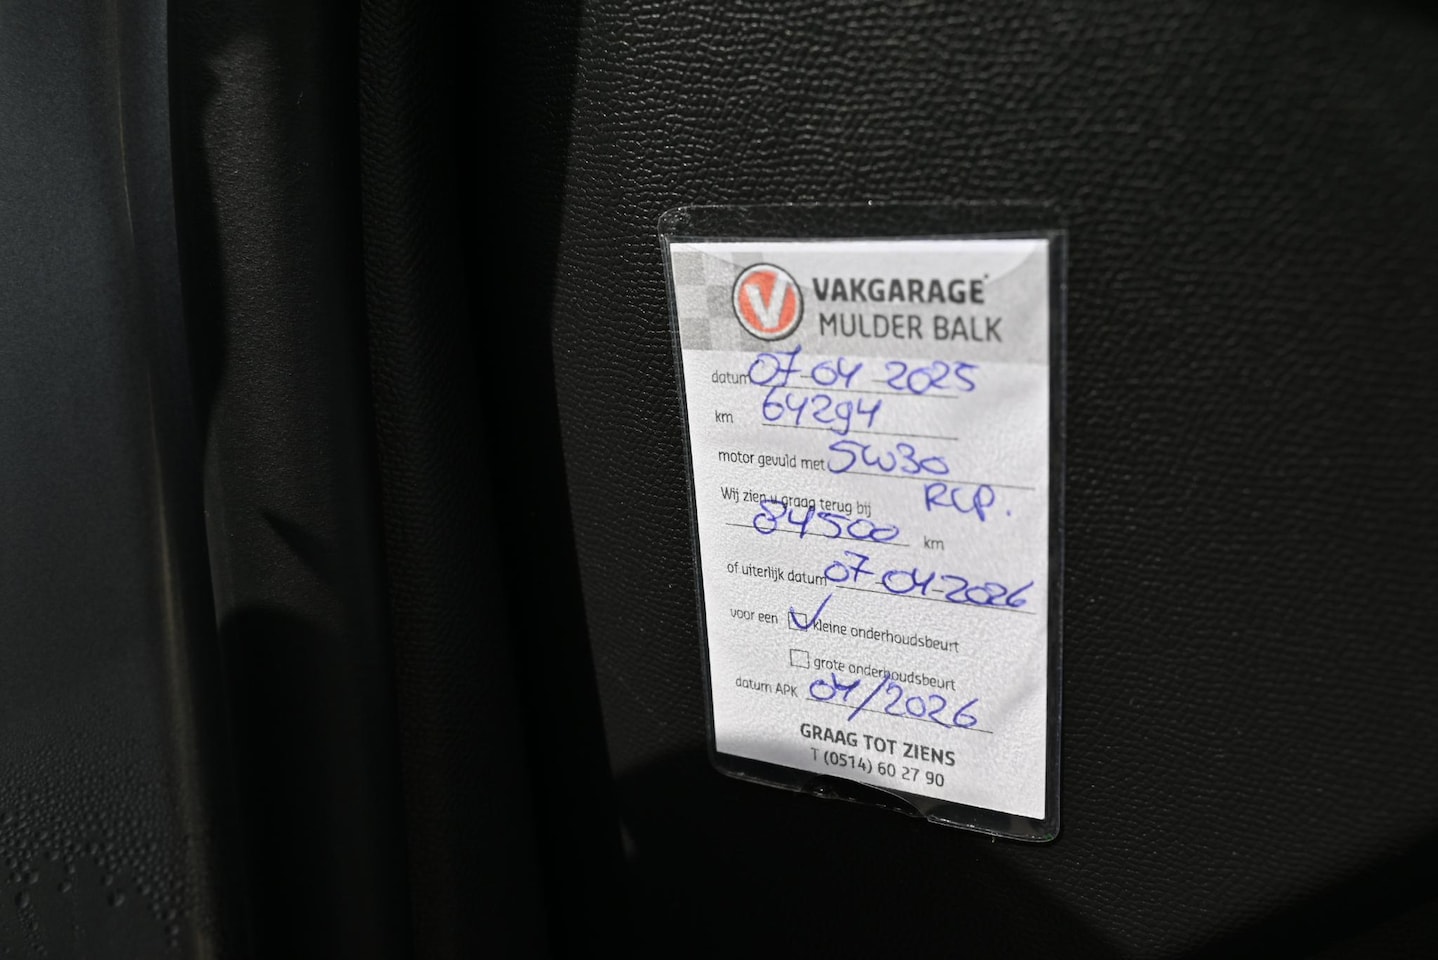 V VAKGARAGE
MULDER BALK
datum 07-04-2025
km 64294
motor gevuld met 5W30
RCP.
Wij zien u graag terug bij
84500 km
of uiterlijk datum 07-04-2026
voor een kleine onderhoudsbeurt
grote onderhoudsbeurt
datum APK 04/2026
GRAAG TOT ZIENS
T (0514) 60 27 90